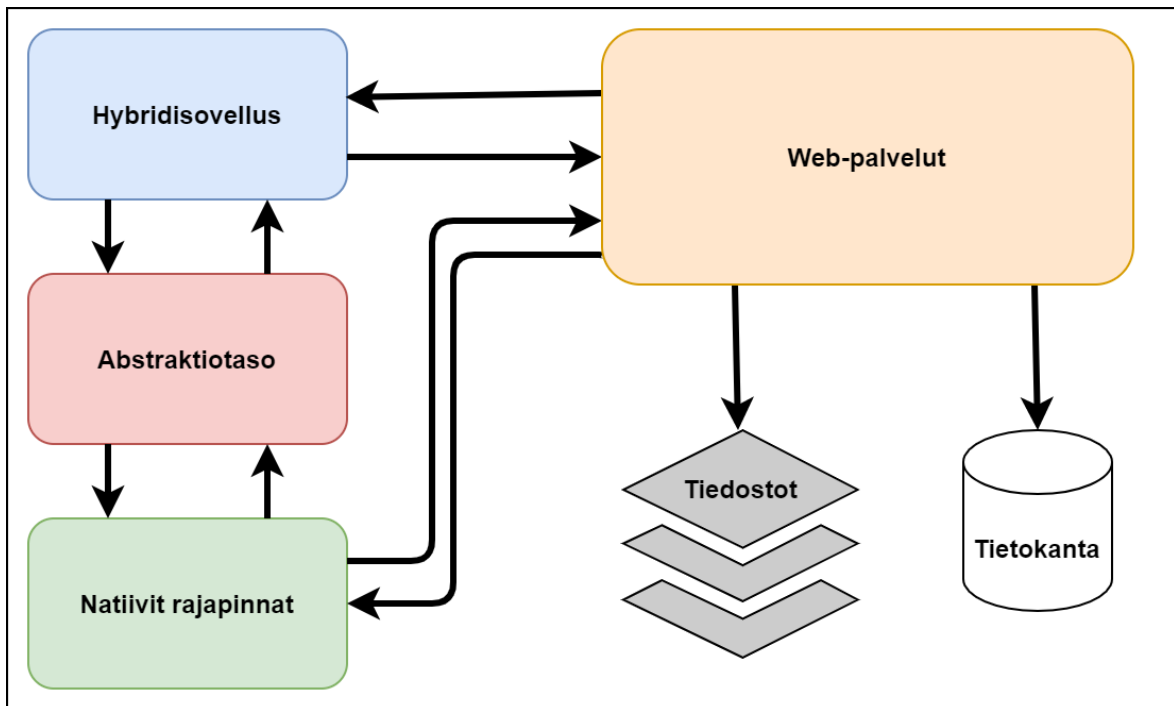 Hybridisovellus
Web-palvelut
Abstraktiotaso
Tiedostot
Tietokanta
Natiivit rajapinnat